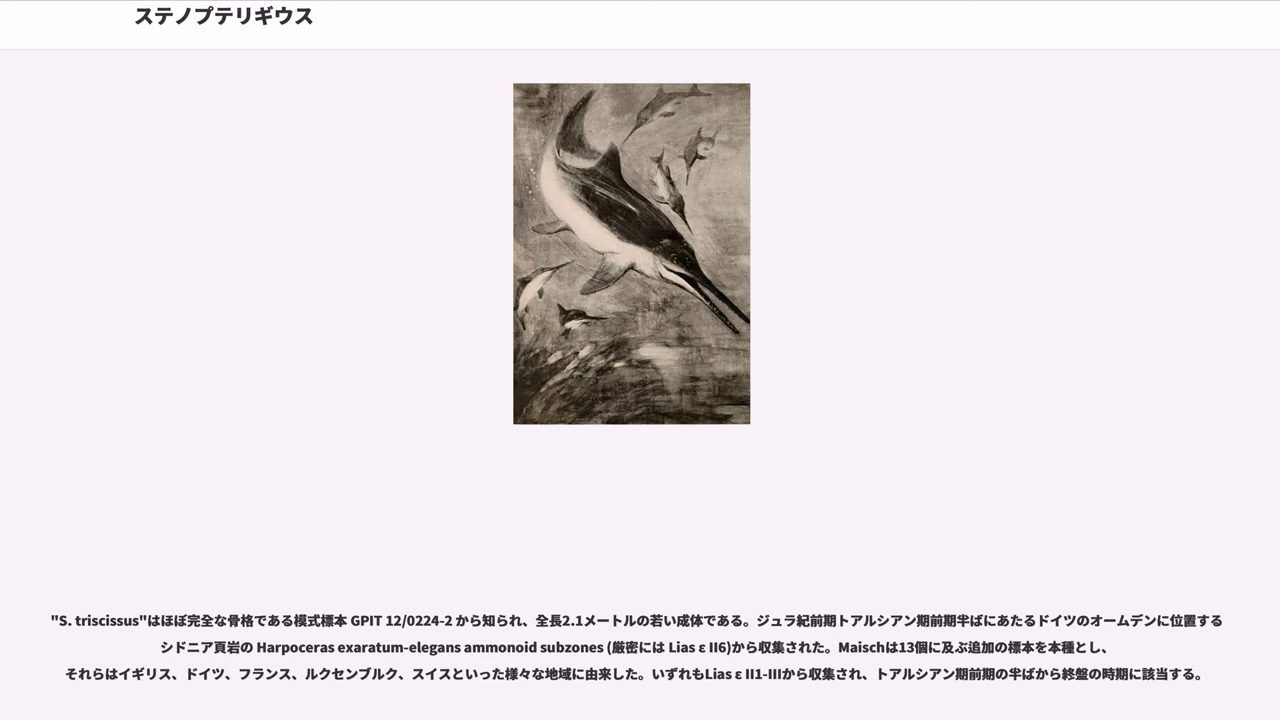 ステノプテリギウス
"S. triscissus"はほぼ完全な骨格である模式標本 GPIT 12/0224-2 から知られ、全長2.1メートルの若い成体である。ジュラ紀前期トアルシアン期前期半ばにあたるドイツのオームデンに位置する
シドニア頁岩の Harpoceras exaratum-elegans ammonoid subzones (厳密には Lias ε II6)から収集された。Maischは13個に及ぶ追加の標本を本種とし、
それらはイギリス、ドイツ、フランス、ルクセンブルク、スイスといった様々な地域に由来した。いずれもLias ε II1-IIIから収集され、トアルシアン期前期の半ばから終盤の時期に該当する。